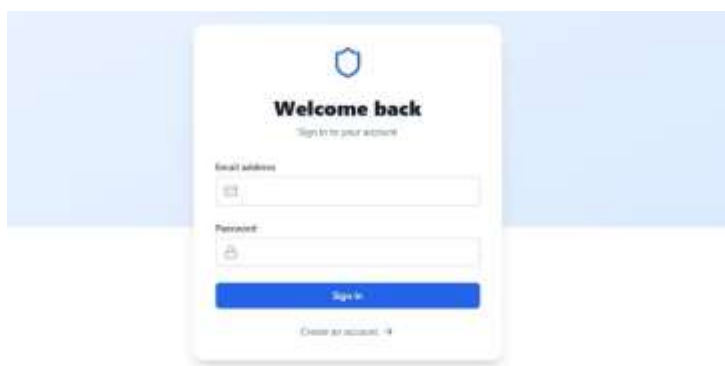 Welcome back
Sign in to your account
Email address
Password
Sign in
Create an account →